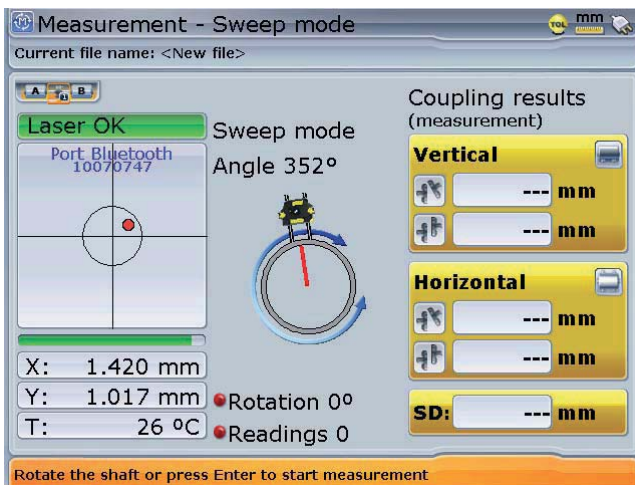 Measurement - Sweep mode
TOL
mm
Current file name: <New file>
A
B
Laser OK
Port Bluetooth
10070747
X: 1.420 mm
Y: 1.017 mm
T: 26 ºC
Sweep mode
Angle 352º
Rotation 0º
Readings 0
Coupling results
(measurement)
Vertical
--- mm
--- mm
Horizontal
--- mm
--- mm
SD: --- mm
Rotate the shaft or press Enter to start measurement